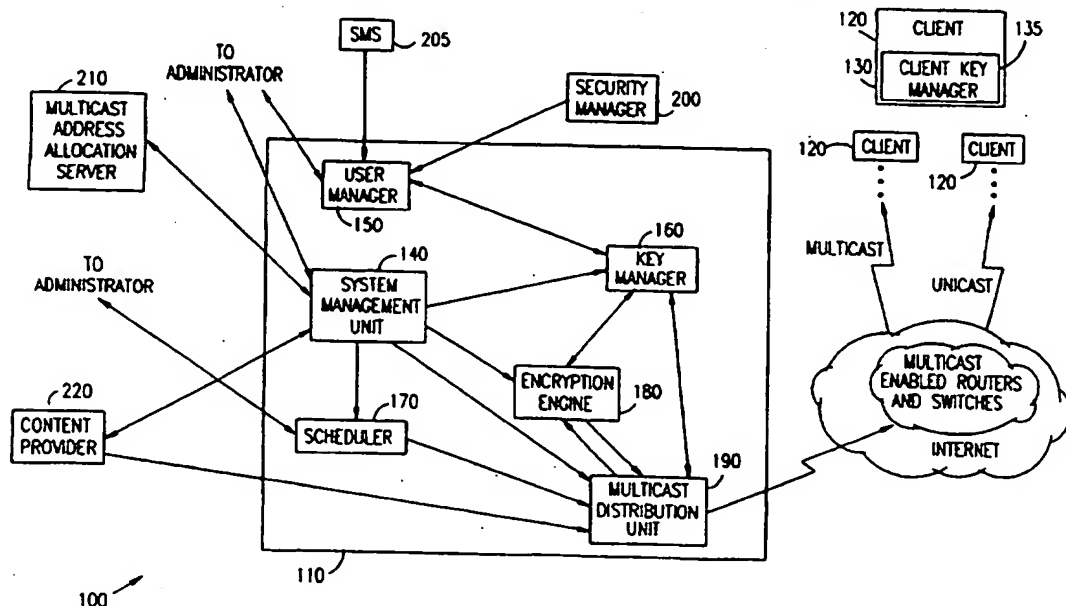 SMS
205
TO
ADMINISTRATOR
210
MULTICAST
ADDRESS
ALLOCATION
SERVER
SECURITY
MANAGER
200
120
CLIENT
135
130
CLIENT KEY
MANAGER
120
CLIENT
CLIENT
120
USER
MANAGER
150
160
KEY
MANAGER
MULTICAST
UNICAST
TO
ADMINISTRATOR
140
SYSTEM
MANAGEMENT
UNIT
ENCRYPTION
ENGINE
180
MULTICAST
ENABLED ROUTERS
AND SWITCHES
INTERNET
220
CONTENT
PROVIDER
170
SCHEDULER
190
MULTICAST
DISTRIBUTION
UNIT
110
100